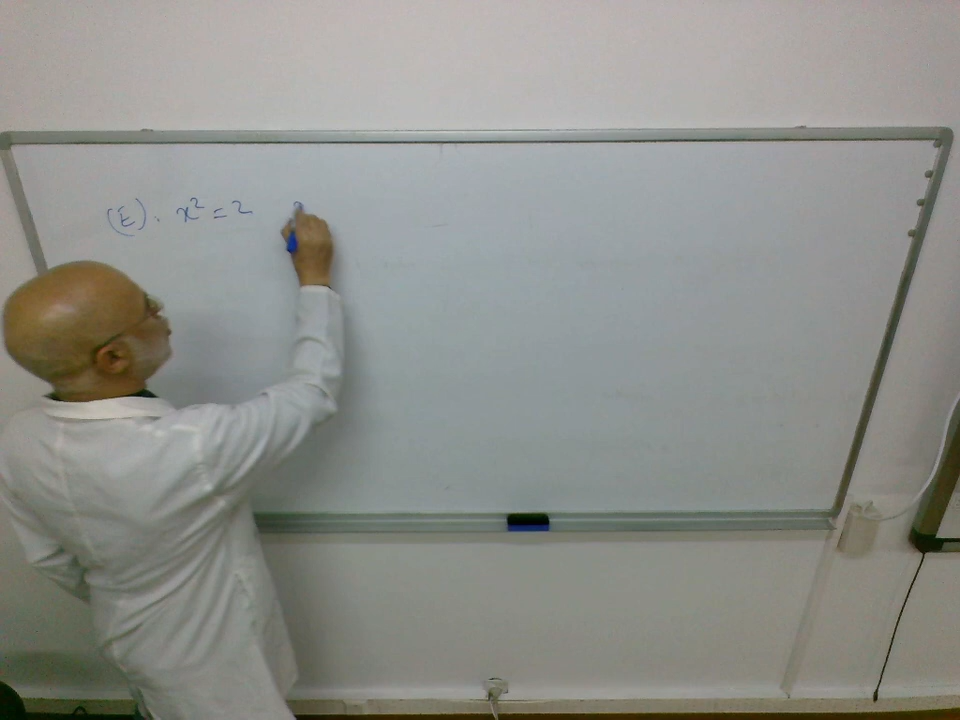 (E): x² = 2